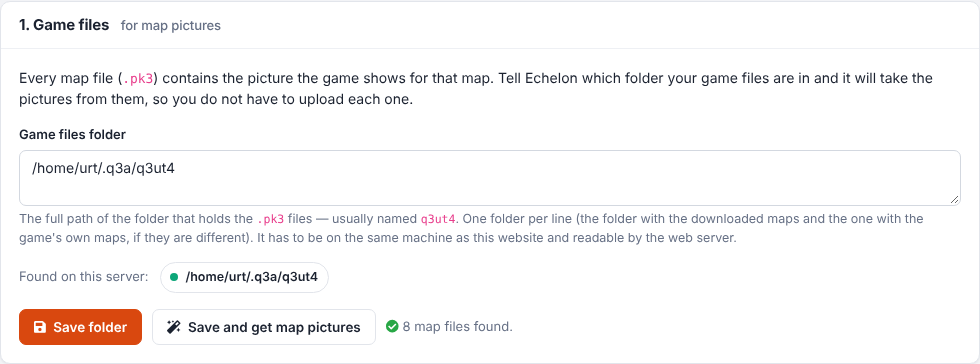 1. Game files for map pictures
Every map file (.pk3) contains the picture the game shows for that map. Tell Echelon which folder your game files are in and it will take the
pictures from them, so you do not have to upload each one.
Game files folder
/home/urt/.q3a/q3ut4
The full path of the folder that holds the .pk3 files — usually named q3ut4. One folder per line (the folder with the downloaded maps and the one with the
game's own maps, if they are different). It has to be on the same machine as this website and readable by the web server.
Found on this server: /home/urt/.q3a/q3ut4
Save folder Save and get map pictures 8 map files found.